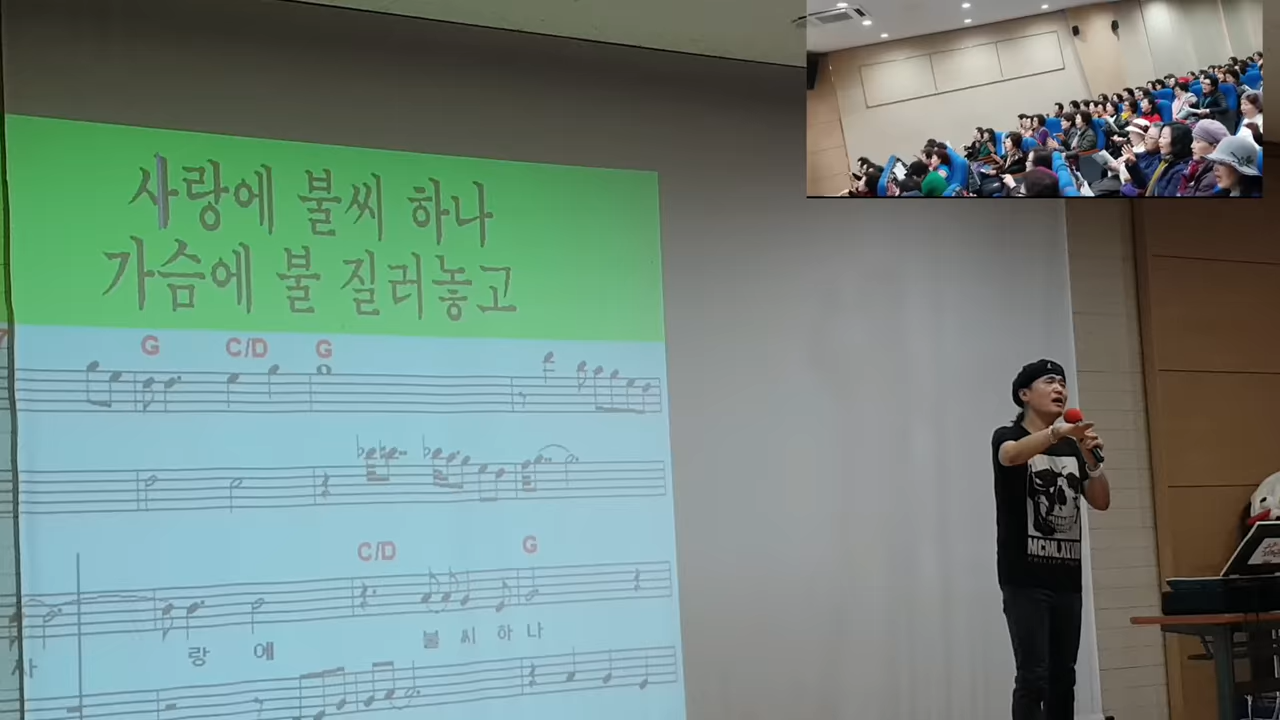 사랑에 불씨 하나
가슴에 불 질러놓고
G C/D G
C/D G
사 랑 에 불 씨 하 나
MCMLXXVIII